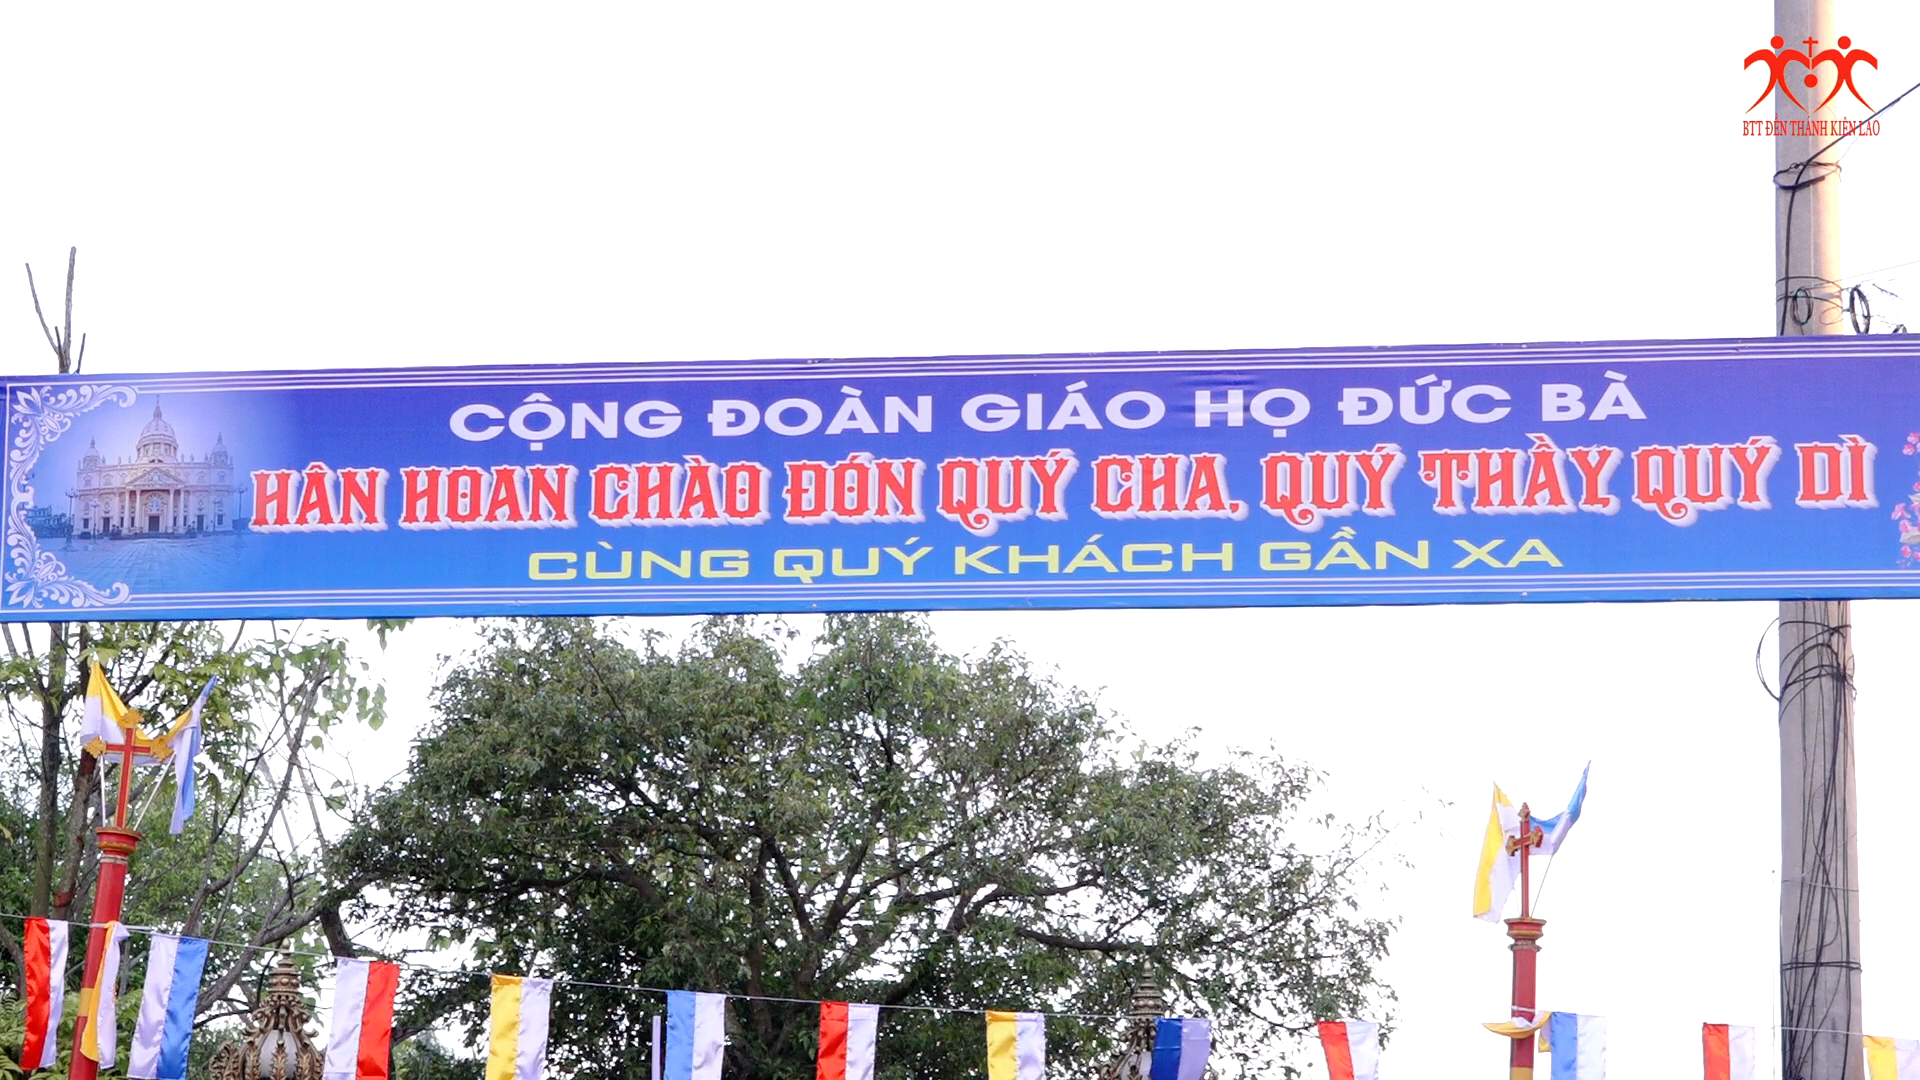 BTT ĐỀN THÁNH KIÊN LAO
CỘNG ĐOÀN GIÁO HỌ ĐỨC BÀ
HÂN HOAN CHÀO ĐÓN QUÝ CHA, QUÝ THẦY, QUÝ DÌ
CÙNG QUÝ KHÁCH GẦN XA